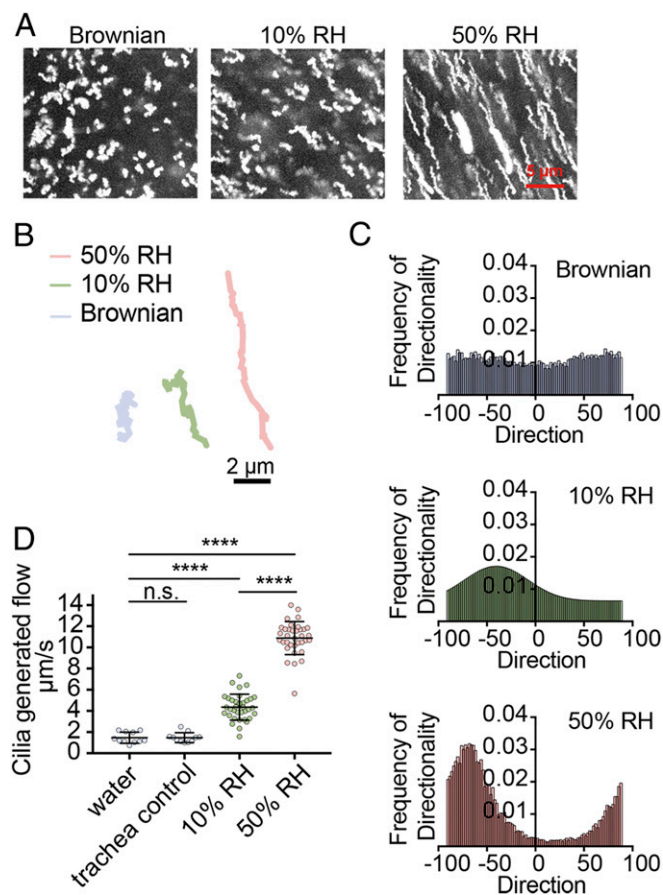 A
Brownian
10% RH
50% RH
5 µm
B
50% RH
10% RH
Brownian
2 µm
C
Brownian
0.04
0.03
0.02
0.01
Frequency of
Directionality
-100 -50 0 50 100
Direction
10% RH
0.04
0.03
0.02
0.01
Frequency of
Directionality
-100 -50 0 50 100
Direction
50% RH
0.04
0.03
0.02
0.01
Frequency of
Directionality
-100 -50 0 50 100
Direction
D
****
****
n.s.
****
Cilia generated flow
µm/s
14
12
10
8
6
4
2
0
water
trachea control
10% RH
50% RH